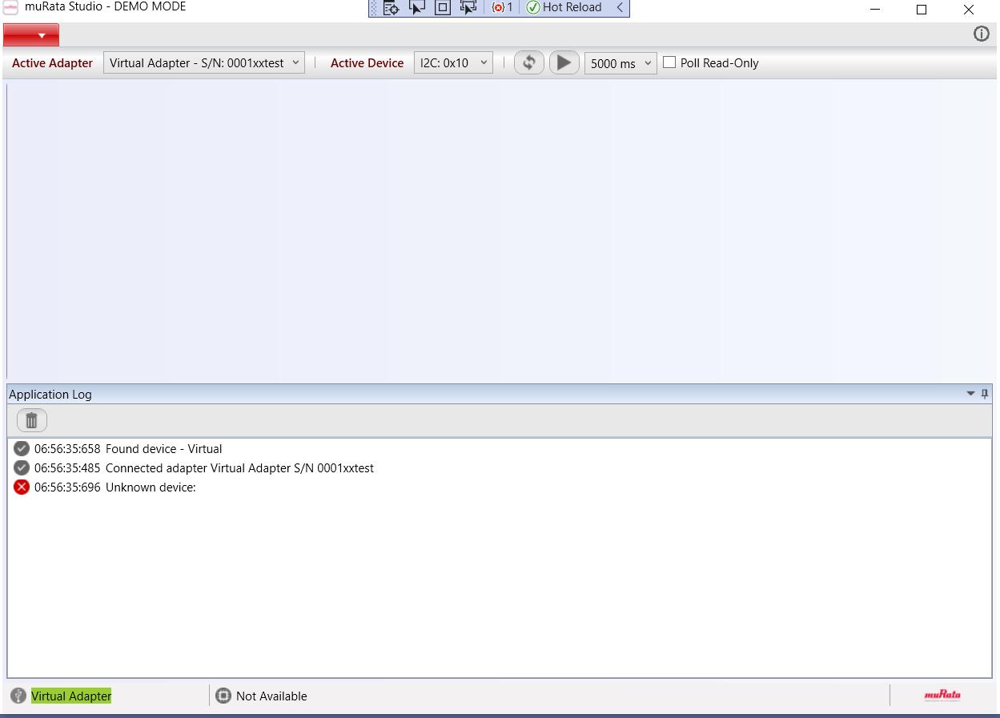 muRata Studio - DEMO MODE
1 Hot Reload
Active Adapter Virtual Adapter - S/N: 0001xxtest Active Device I2C: 0x10 5000 ms Poll Read-Only
Application Log
06:56:35:658 Found device - Virtual
06:56:35:485 Connected adapter Virtual Adapter S/N 0001xxtest
06:56:35:696 Unknown device:
Virtual Adapter Not Available muRata